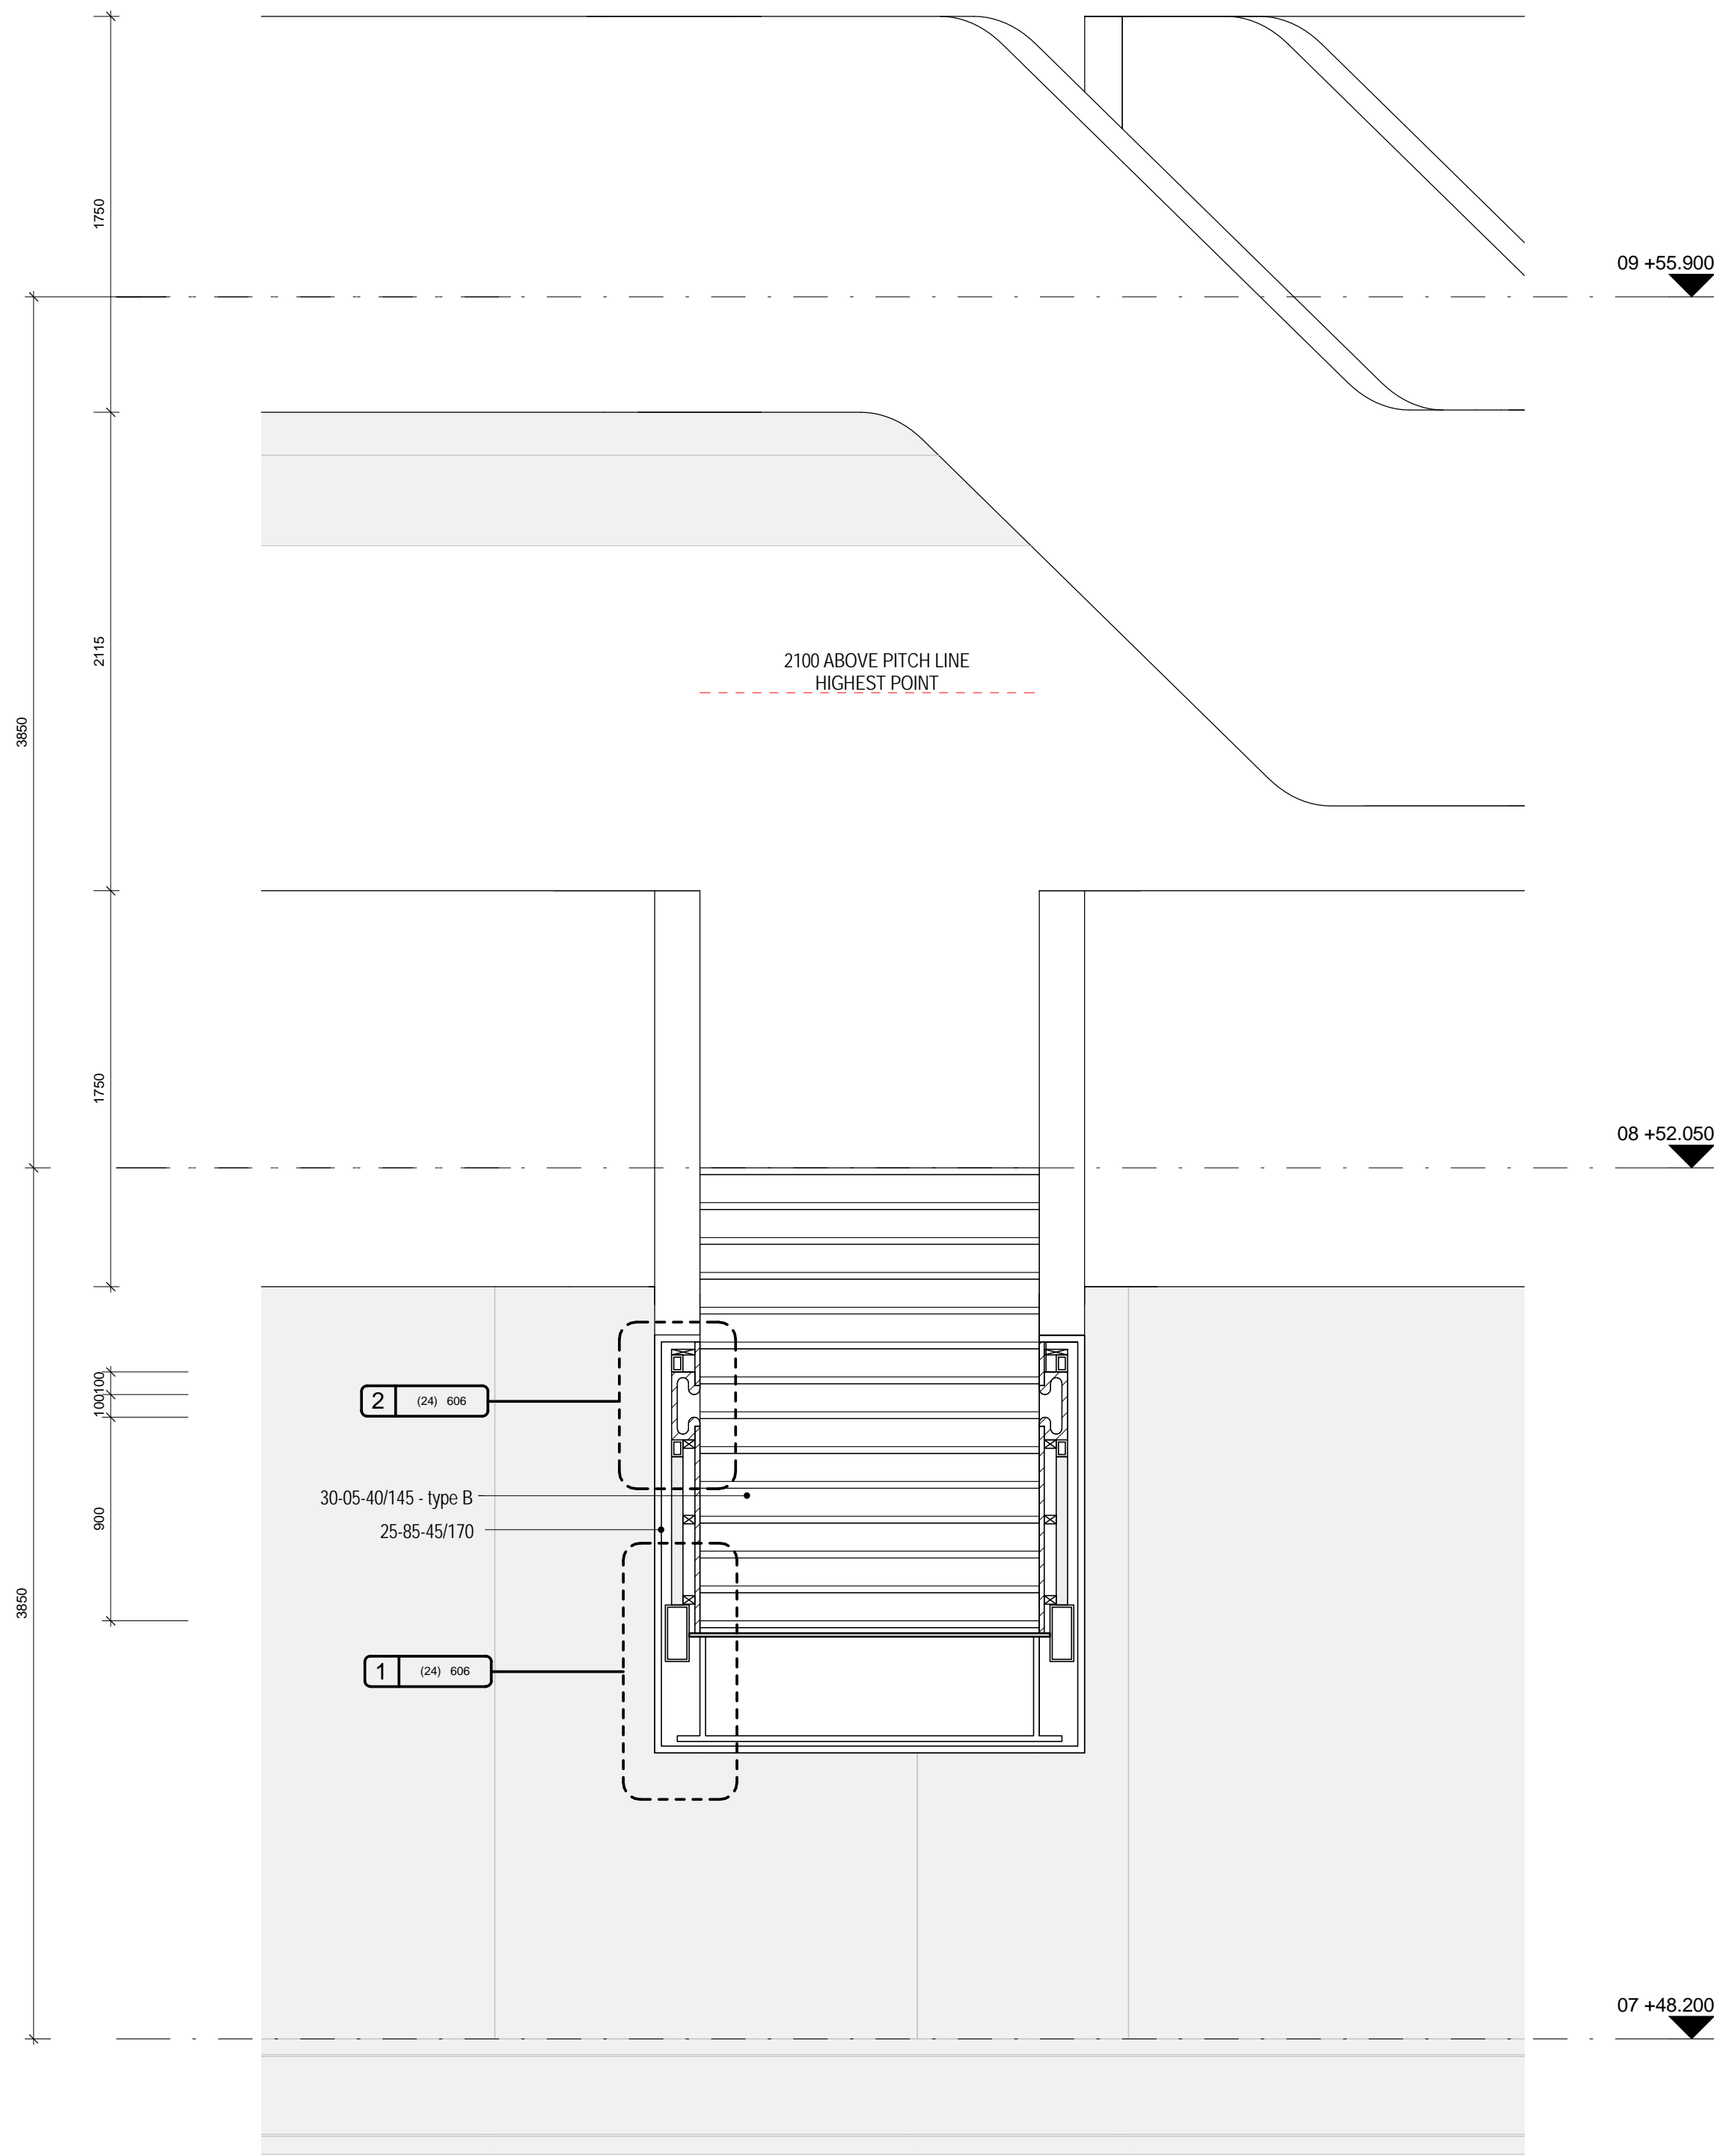 1750
09 +55.900
2115
2100 ABOVE PITCH LINE
HIGHEST POINT
3850
1750
08 +52.050
100
100
2 (24) 606
30-05-40/145 - type B
25-85-45/170
900
3850
1 (24) 606
07 +48.200